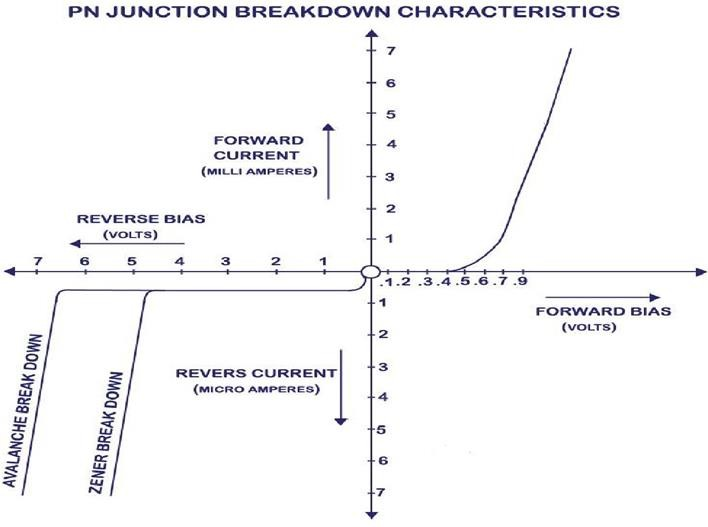 PN JUNCTION BREAKDOWN CHARACTERISTICS
7
6
5
4
3
2
1
FORWARD
CURRENT
(MILLI AMPERES)
REVERSE BIAS
(VOLTS)
7 6 5 4 3 2 1
.1 .2 .3 .4 .5 .6 .7 .9
FORWARD BIAS
(VOLTS)
1
2
3
4
5
6
7
REVERS CURRENT
(MICRO AMPERES)
AVALANCHE BREAK DOWN
ZENER BREAK DOWN